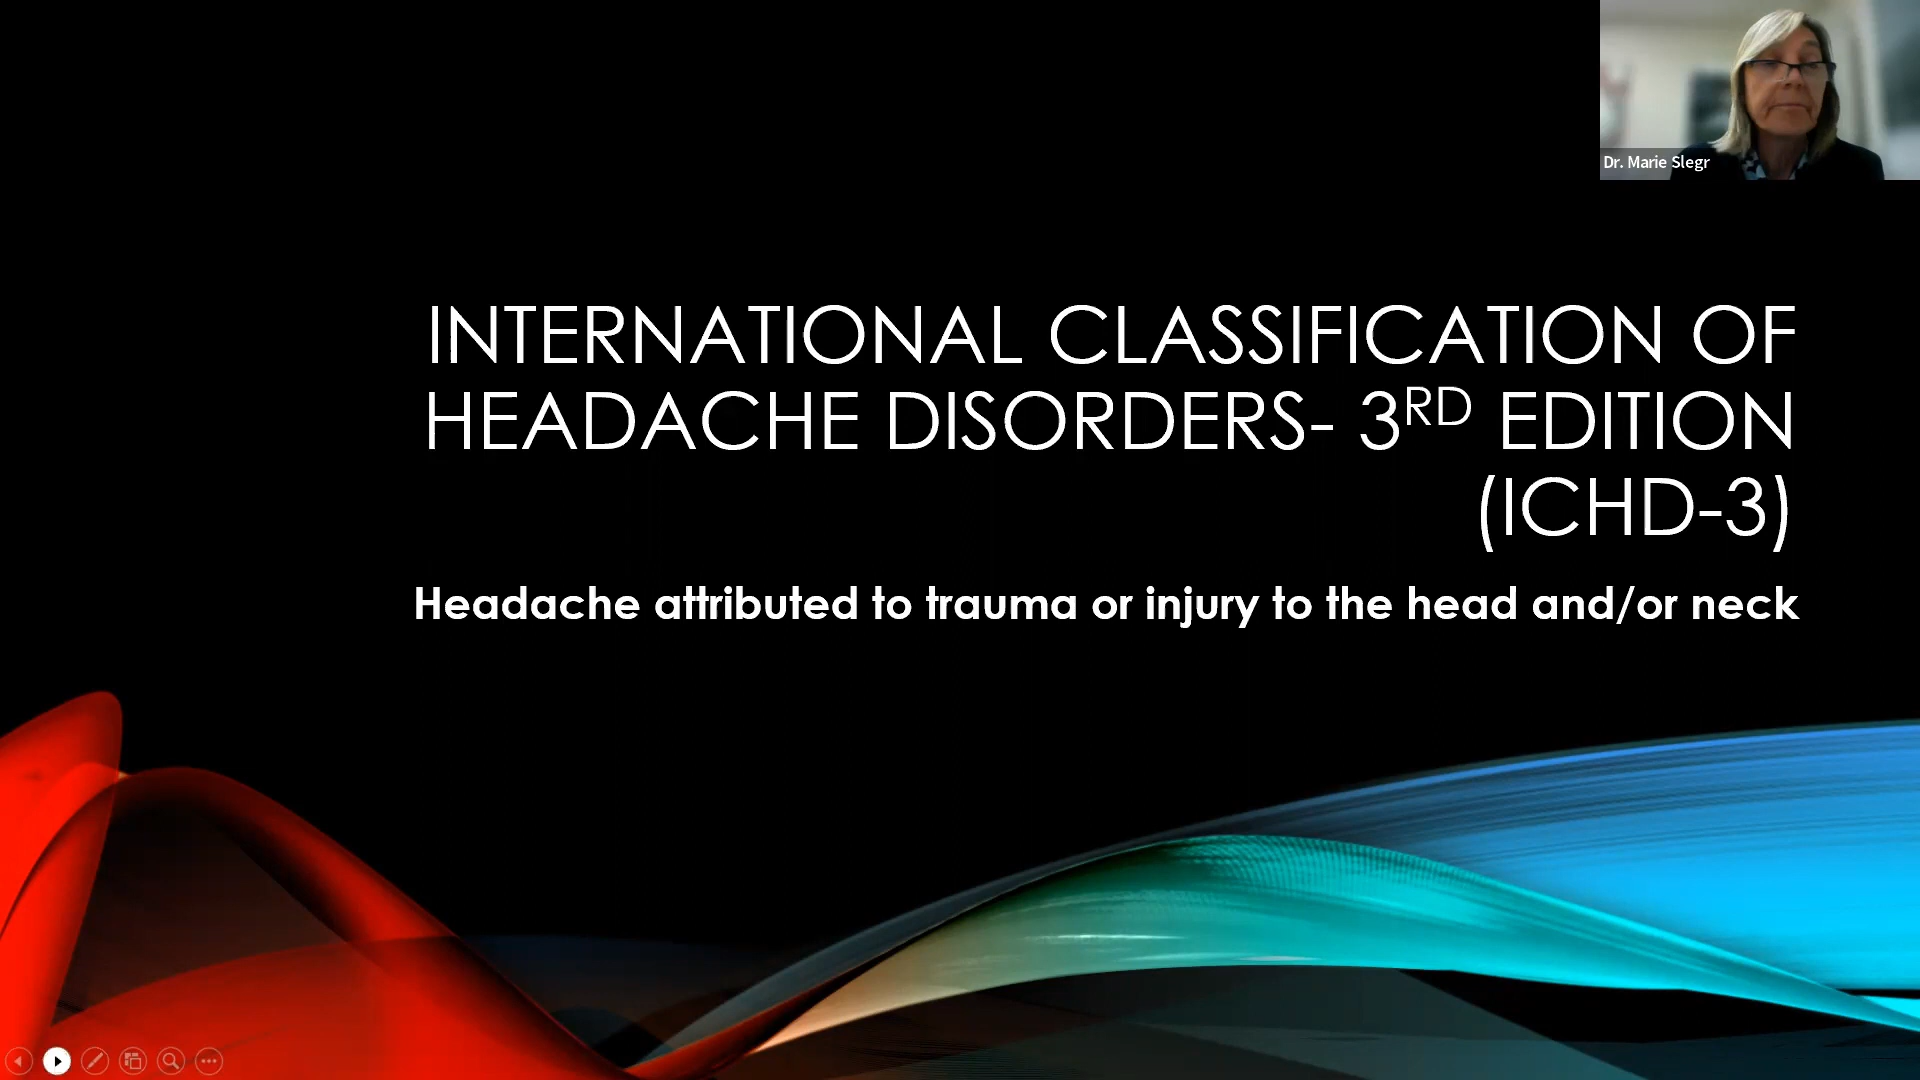 Dr. Marie Slegr
INTERNATIONAL CLASSIFICATION OF
HEADACHE DISORDERS- 3RD EDITION
(ICHD-3)
Headache attributed to trauma or injury to the head and/or neck